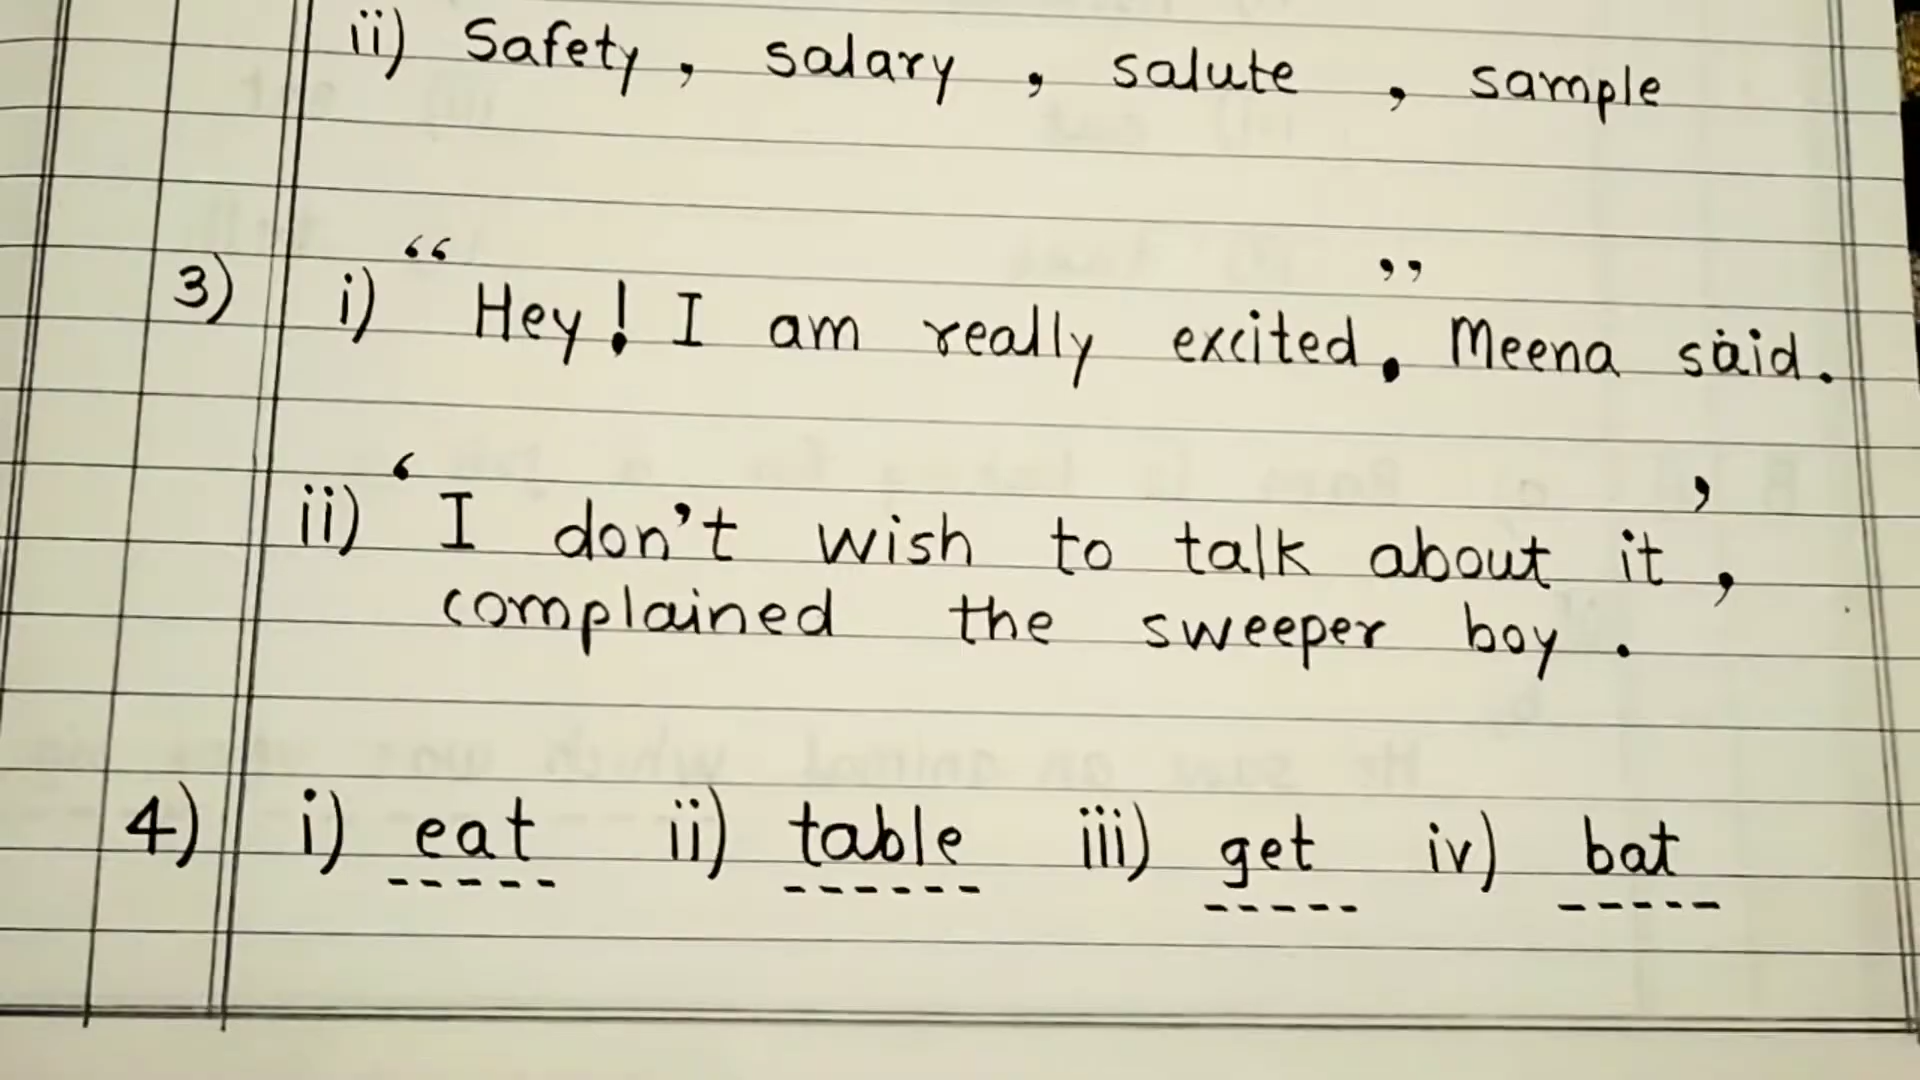 ii) Safety, salary, salute, sample
3) i) “Hey! I am really excited.” Meena said.
ii) ‘I don't wish to talk about it,’
complained the sweeper boy.
4) i) eat ii) table iii) get iv) bat